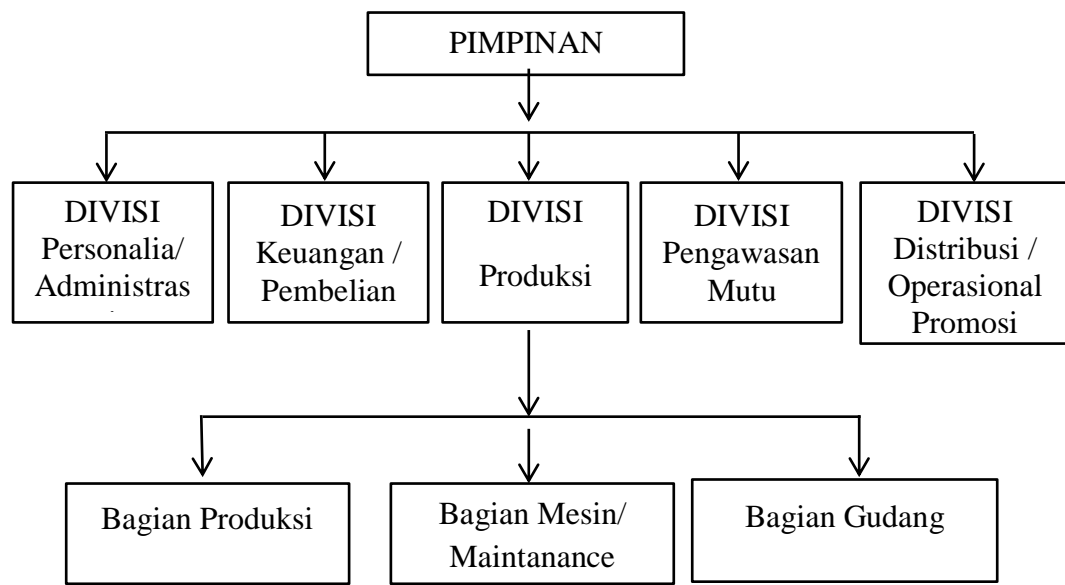 PIMPINAN
DIVISI
Personalia/
Administras
DIVISI
Keuangan /
Pembelian
DIVISI
Produksi
DIVISI
Pengawasan
Mutu
DIVISI
Distribusi /
Operasional
Promosi
Bagian Produksi
Bagian Mesin/
Maintanance
Bagian Gudang